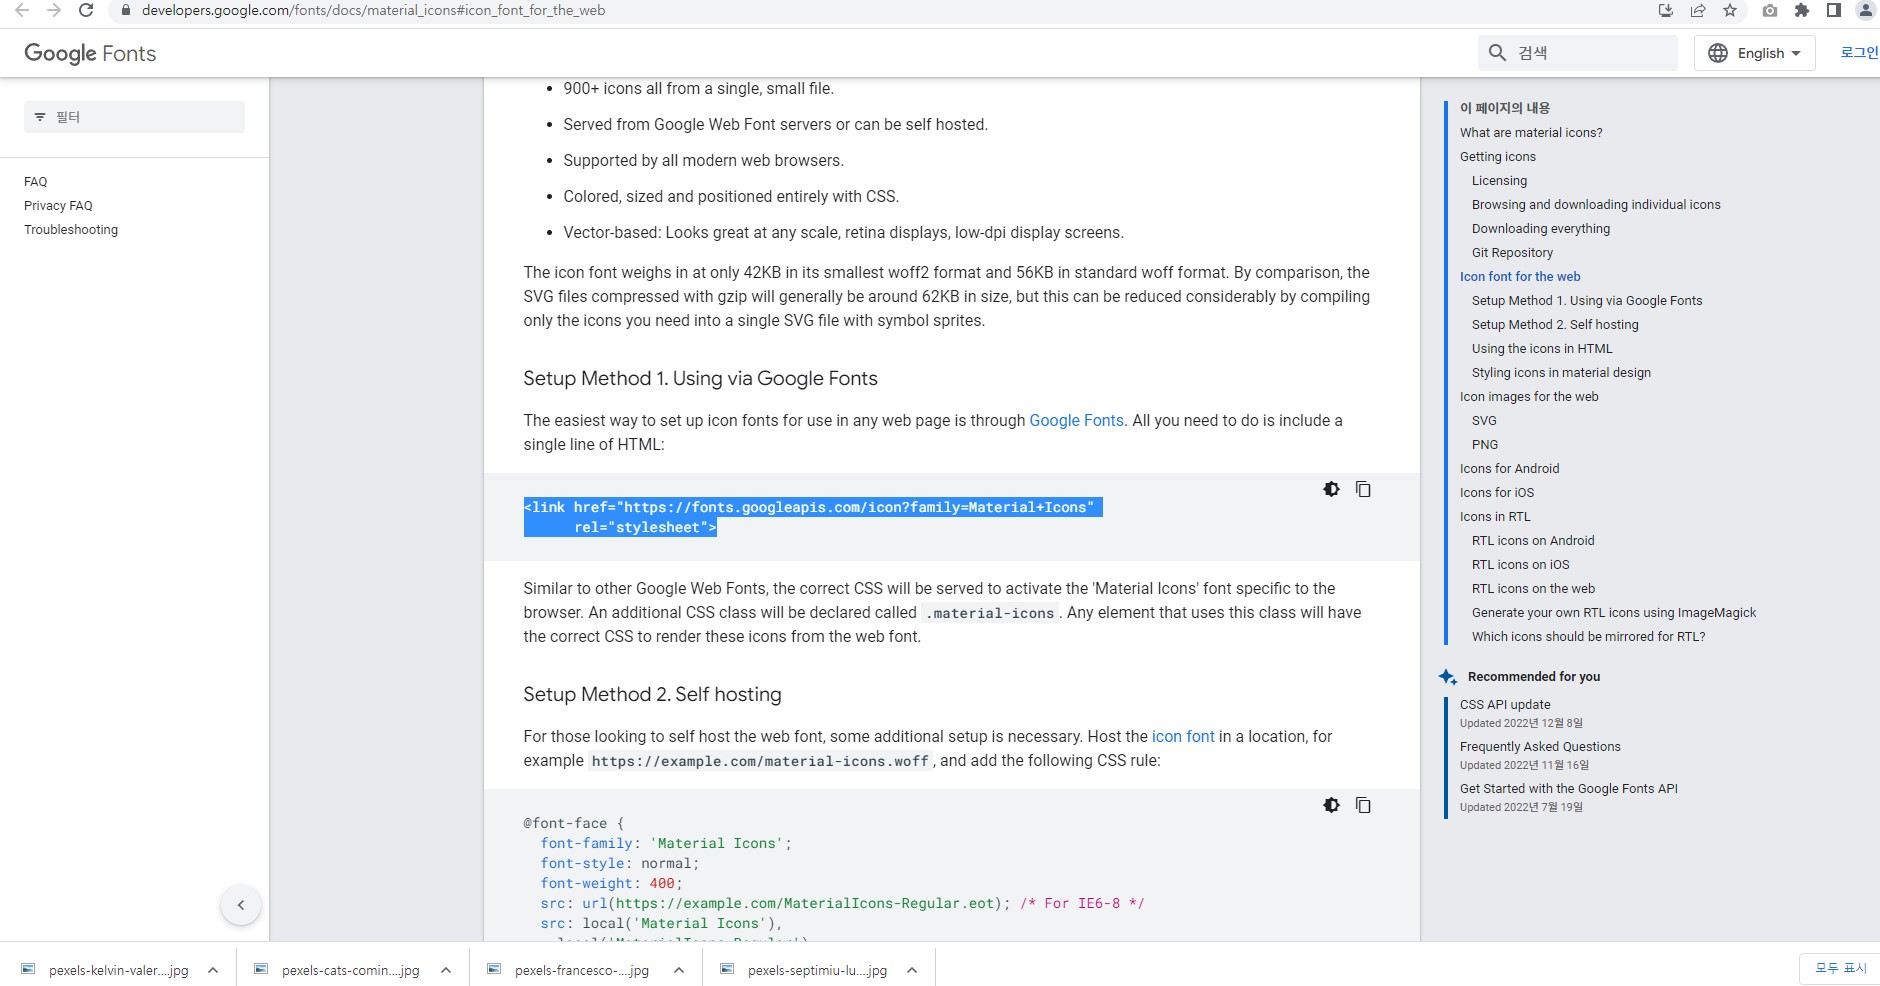 developers.google.com/fonts/docs/material_icons#icon_font_for_the_web
Google Fonts
검색
English
로그인
필터
FAQ
Privacy FAQ
Troubleshooting
900+ icons all from a single, small file.
Served from Google Web Font servers or can be self hosted.
Supported by all modern web browsers.
Colored, sized and positioned entirely with CSS.
Vector-based: Looks great at any scale, retina displays, low-dpi display screens.
The icon font weighs in at only 42KB in its smallest woff2 format and 56KB in standard woff format. By comparison, the
SVG files compressed with gzip will generally be around 62KB in size, but this can be reduced considerably by compiling
only the icons you need into a single SVG file with symbol sprites.
Setup Method 1. Using via Google Fonts
The easiest way to set up icon fonts for use in any web page is through Google Fonts. All you need to do is include a
single line of HTML:
<link href="https://fonts.googleapis.com/icon?family=Material+Icons"
rel="stylesheet">
Similar to other Google Web Fonts, the correct CSS will be served to activate the 'Material Icons' font specific to the
browser. An additional CSS class will be declared called .material-icons. Any element that uses this class will have
the correct CSS to render these icons from the web font.
Setup Method 2. Self hosting
For those looking to self host the web font, some additional setup is necessary. Host the icon font in a location, for
example https://example.com/material-icons.woff, and add the following CSS rule:
@font-face {
font-family: 'Material Icons';
font-style: normal;
font-weight: 400;
src: url(https://example.com/MaterialIcons-Regular.eot); /* For IE6-8 */
src: local('Material Icons'),
이 페이지의 내용
What are material icons?
Getting icons
Licensing
Browsing and downloading individual icons
Downloading everything
Git Repository
Icon font for the web
Setup Method 1. Using via Google Fonts
Setup Method 2. Self hosting
Using the icons in HTML
Styling icons in material design
Icon images for the web
SVG
PNG
Icons for Android
Icons for iOS
Icons in RTL
RTL icons on Android
RTL icons on iOS
RTL icons on the web
Generate your own RTL icons using ImageMagick
Which icons should be mirrored for RTL?
Recommended for you
CSS API update
Updated 2022년 12월 8일
Frequently Asked Questions
Updated 2022년 11월 16일
Get Started with the Google Fonts API
Updated 2022년 7월 19일
pexels-kelvin-valer....jpg
pexels-cats-comin....jpg
pexels-francesco-....jpg
pexels-septimiu-lu....jpg
모두 표시